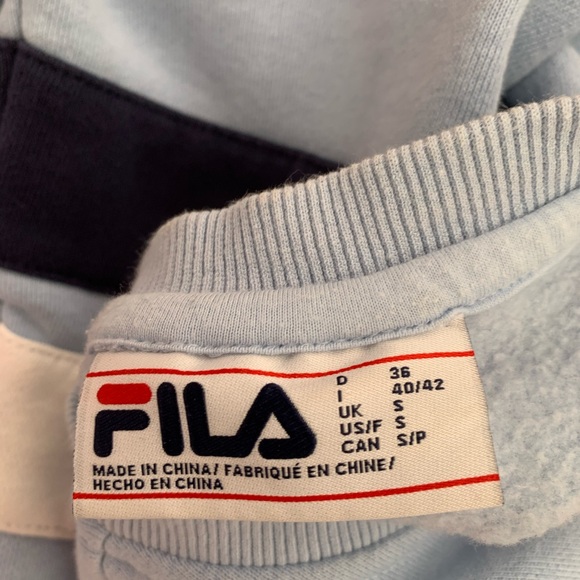 FILA
D 36
I 40/42
UK S
US/F S
CAN S/P
MADE IN CHINA/ FABRIQUÉ EN CHINE/
HECHO EN CHINA